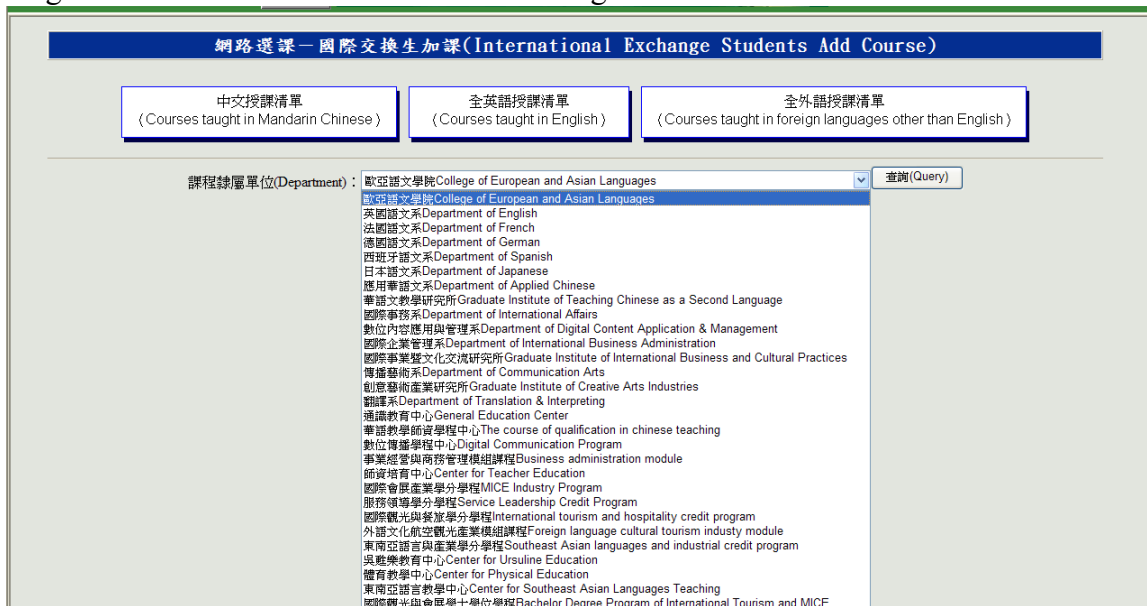 網路選課－國際交換生加課(International Exchange Students Add Course)
中文授課清單
(Courses taught in Mandarin Chinese)
全英語授課清單
(Courses taught in English)
全外語授課清單
(Courses taught in foreign languages other than English)
課程隸屬單位(Department)：
歐亞語文學院College of European and Asian Languages
查詢(Query)
歐亞語文學院College of European and Asian Languages
英國語文系Department of English
法國語文系Department of French
德國語文系Department of German
西班牙語文系Department of Spanish
日本語文系Department of Japanese
應用華語文系Department of Applied Chinese
華語文教學研究所Graduate Institute of Teaching Chinese as a Second Language
國際事務系Department of International Affairs
數位內容應用與管理系Department of Digital Content Application & Management
國際企業管理系Department of International Business Administration
國際事業暨文化交流研究所Graduate Institute of International Business and Cultural Practices
傳播藝術系Department of Communication Arts
創意藝術產業研究所Graduate Institute of Creative Arts Industries
翻譯系Department of Translation & Interpreting
通識教育中心General Education Center
華語教學師資學程中心The course of qualification in chinese teaching
數位傳播學程中心Digital Communication Program
事業經營與商務管理模組課程Business administration module
師資培育中心Center for Teacher Education
國際會展產業學分學程MICE Industry Program
服務領導學分學程Service Leadership Credit Program
國際觀光與餐旅學分學程International tourism and hospitality credit program
外語文化航空觀光產業模組課程Foreign language cultural tourism industy module
東南亞語言與產業學分學程Southeast Asian languages and industrial credit program
吳甦樂教育中心Center for Ursuline Education
體育教學中心Center for Physical Education
東南亞語言教學中心Center for Southeast Asian Languages Teaching
國際觀光與會展學士學位學程Bachelor Degree Program of International Tourism and MICE